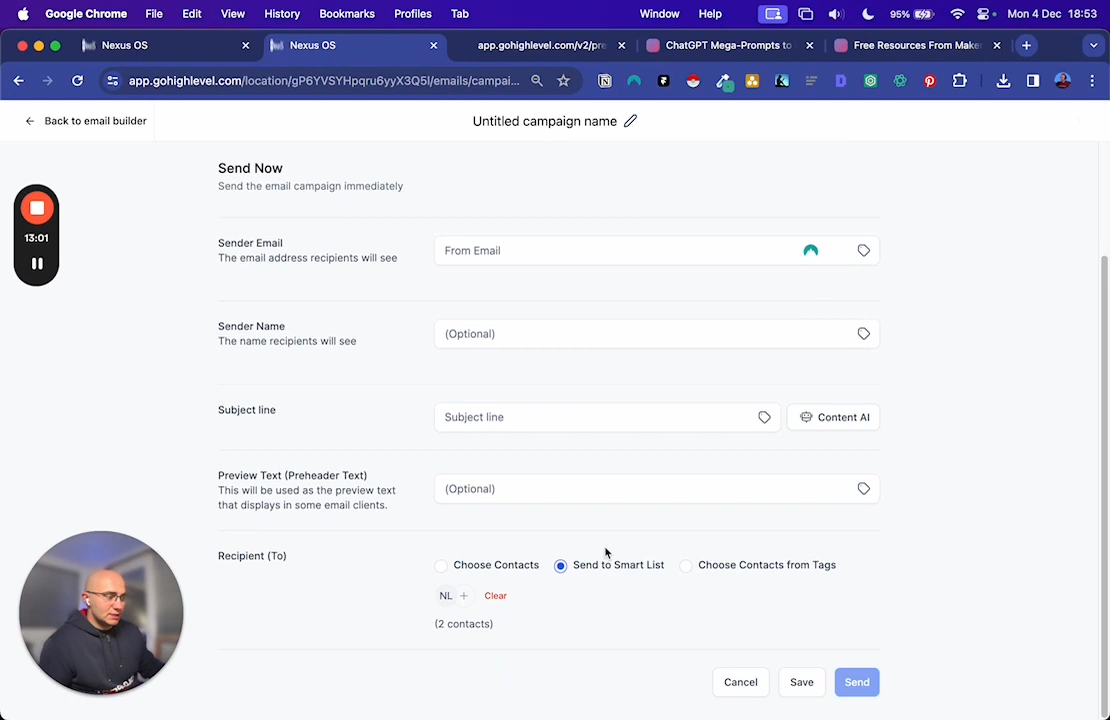 Google Chrome File Edit View History Bookmarks Profiles Tab Window Help 95% Mon 4 Dec 18:53
Nexus OS Nexus OS app.gohighlevel.com/v2/pre ChatGPT Mega-Prompts to Free Resources From Make
app.gohighlevel.com/location/gP6YVSYHpqru6yyX3Q5l/emails/campai...
Back to email builder
Untitled campaign name
Send Now
Send the email campaign immediately
13:01
Sender Email
The email address recipients will see
From Email
Sender Name
The name recipients will see
(Optional)
Subject line
Subject line
Content AI
Preview Text (Preheader Text)
This will be used as the preview text
that displays in some email clients.
(Optional)
Recipient (To)
Choose Contacts Send to Smart List Choose Contacts from Tags
NL + Clear
(2 contacts)
Cancel Save Send